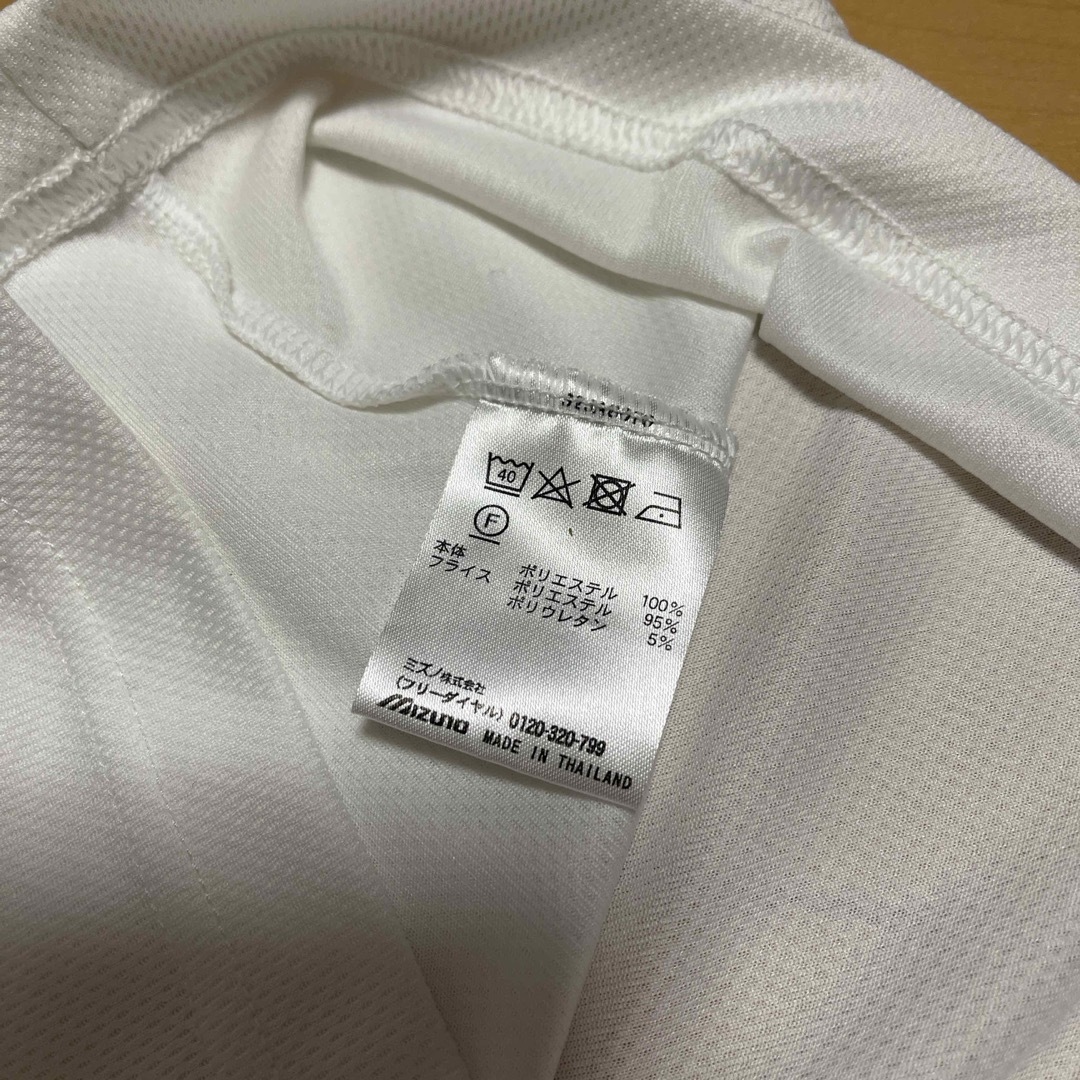 40
F
本体 ポリエステル 100%
フライス ポリエステル 95%
ポリウレタン 5%
ミズノ株式会社
(フリーダイヤル) 0120-320-799
MIZUNO MADE IN THAILAND